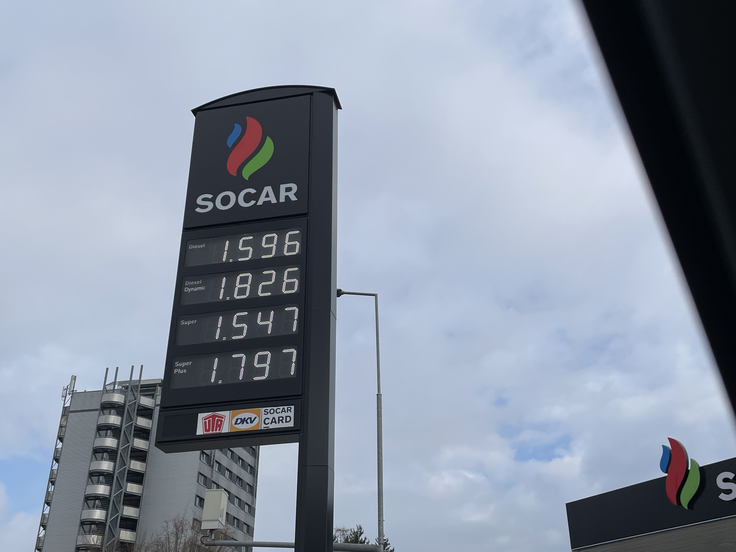 SOCAR
Diesel 1.596
Diesel
Dynamic 1.826
Super 1.547
Super
Plus 1.797
UTA DKV SOCAR
CARD
S